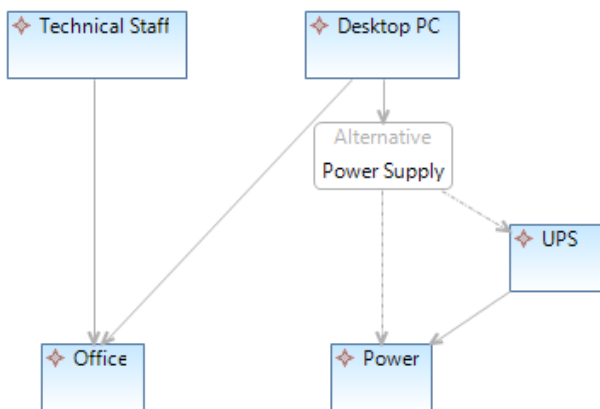 Technical Staff
Desktop PC
Alternative
Power Supply
UPS
Office
Power